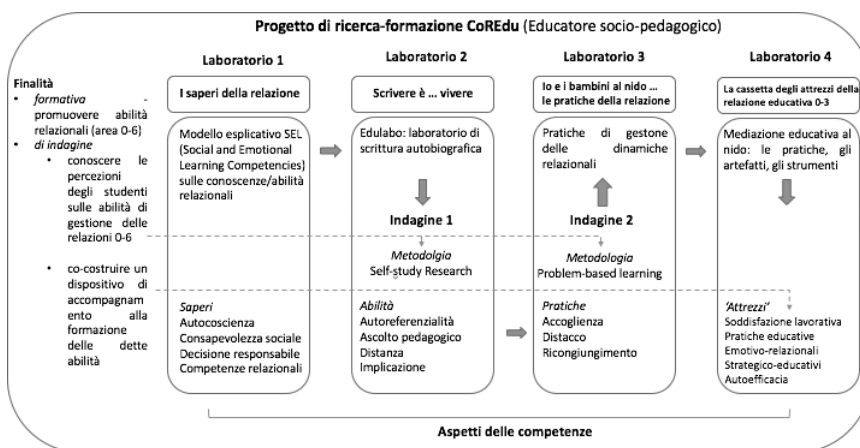 Progetto di ricerca-formazione CoREdu (Educatore socio-pedagogico)
Finalità
• formativa -
promuovere abilità
relazionali (area 0-6)
• di indagine
• conoscere le
percezioni
degli studenti
sulle abilità di
gestione delle
relazioni 0-6
• co-costruire un
dispositivo di
accompagnam
ento alla
formazione
delle dette
abilità
Laboratorio 1
I saperi della relazione
Modello esplicativo SEL
(Social and Emotional
Learning Competencies)
sulle conoscenze/abilità
relazionali
Saperi
Autocoscienza
Consapevolezza sociale
Decisione responsabile
Competenze relazionali
Laboratorio 2
Scrivere è ... vivere
Edulabo: laboratorio di
scrittura autobiografica
Indagine 1
Metodolgia
Self-study Research
Abilità
Autoreferenzialità
Ascolto pedagogico
Distanza
Implicazione
Laboratorio 3
Io e i bambini al nido ...
le pratiche della relazione
Pratiche di gestone
delle dinamiche
relazionali
Indagine 2
Metodologia
Problem-based learning
Pratiche
Accoglienza
Distacco
Ricongiungimento
Laboratorio 4
La cassetta degli attrezzi della
relazione educativa 0-3
Mediazione educativa al
nido: le pratiche, gli
artefatti, gli strumenti
'Attrezzi'
Soddisfazione lavorativa
Pratiche educative
Emotivo-relazionali
Strategico-educativi
Autoefficacia
Aspetti delle competenze